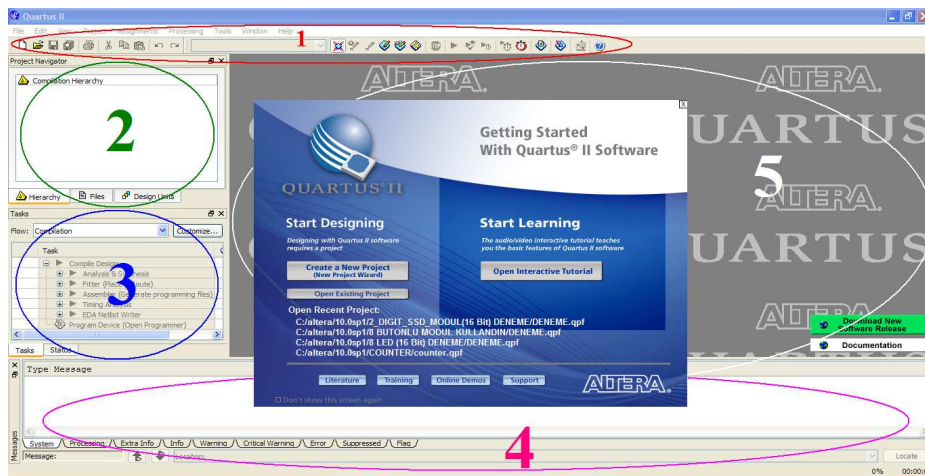 Quartus II
File Edit View Project Assignments Processing Tools Window Help
1
Project Navigator
Compilation Hierarchy
2
Hierarchy Files Design Units
Tasks
Flow: Compilation Customize...
Task
Compile Design
Analysis & Synthesis
Fitter (Place & Route)
Assembler (Generate programming files)
Timing Analysis
EDA Netlist Writer
Program Device (Open Programmer)
3
Tasks Status
ALTERA.
ALTERA.
QUARTUS
5
ALTERA.
QUARTUS
ALTERA.
Download New
Software Release
Documentation
X
QUARTUS II
Getting Started
With Quartus® II Software
Start Designing
Designing with Quartus II software
requires a project
Create a New Project
(New Project Wizard)
Open Existing Project
Open Recent Project:
C:/altera/10.0sp1/2_DIGIT_SSD_MODUL(16 Bit) DENEME/DENEME.qpf
C:/altera/10.0sp1/8 BUTONLU MODUL KULLANDIN/DENEME.qpf
C:/altera/10.0sp1/8 LED (16 Bit) DENEME/DENEME.qpf
C:/altera/10.0sp1/COUNTER/counter.qpf
Start Learning
The audio/video interactive tutorial teaches
you the basic features of Quartus II software
Open Interactive Tutorial
Literature Training Online Demos Support
ALTERA.
Don't show this screen again
Type Message
4
System Processing Extra Info Info Warning Critical Warning Error Suppressed Flag
Messages
Message: Location: Locate
0% 00:00: